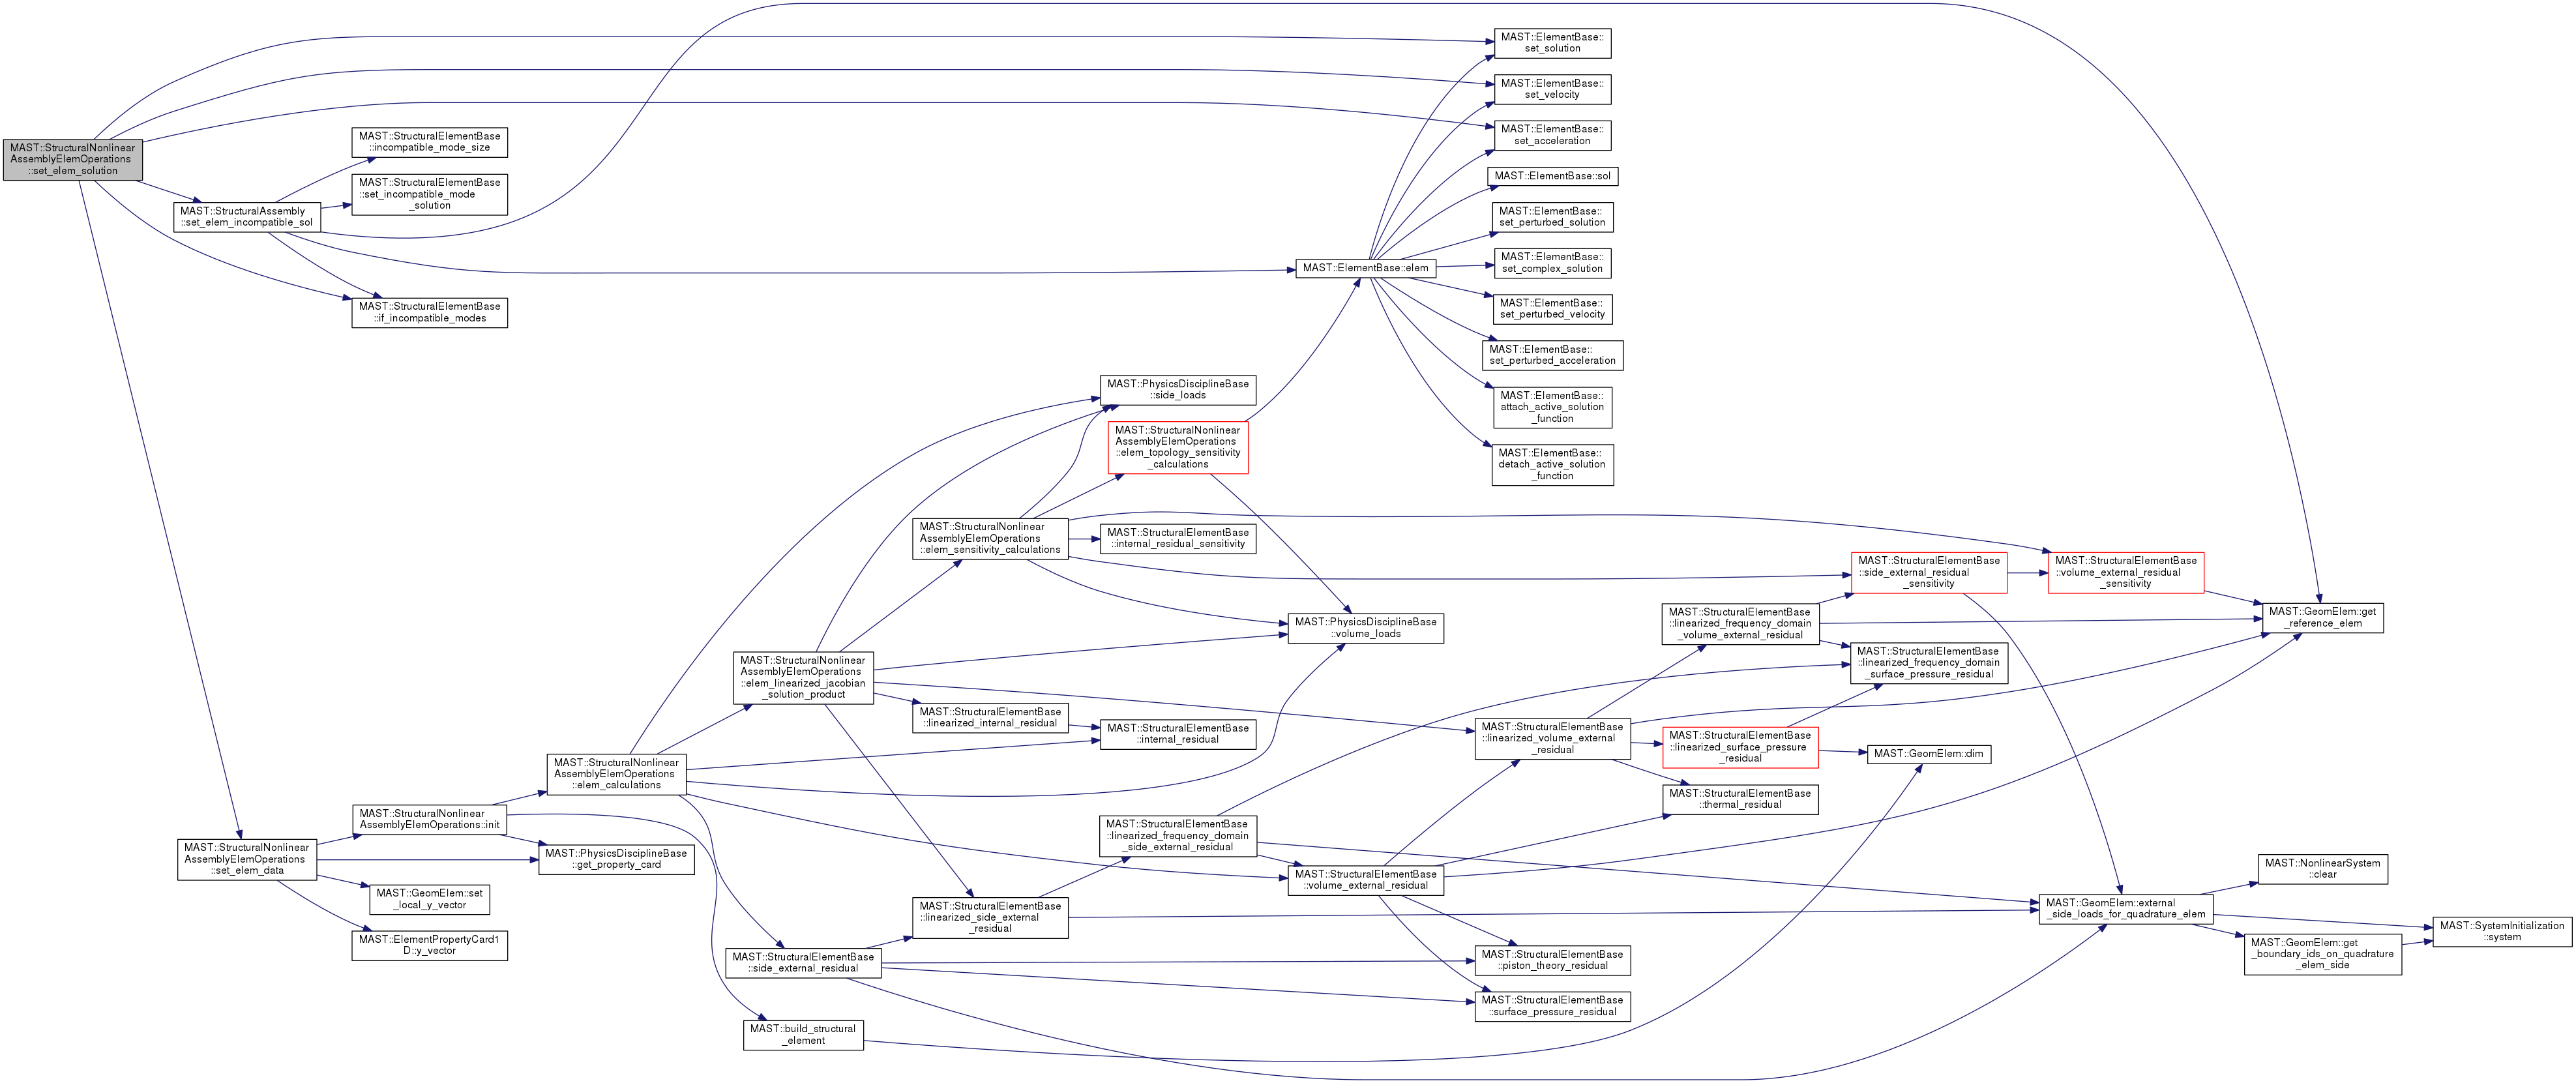 MAST::StructuralNonlinear
AssemblyElemOperations
::set_elem_solution
MAST::StructuralElementBase
::incompatible_mode_size
MAST::StructuralElementBase
::set_incompatible_mode
_solution
MAST::StructuralAssembly
::set_elem_incompatible_sol
MAST::StructuralElementBase
::if_incompatible_modes
MAST::ElementBase::
set_solution
MAST::ElementBase::
set_velocity
MAST::ElementBase::
set_acceleration
MAST::ElementBase::sol
MAST::ElementBase::
set_perturbed_solution
MAST::ElementBase::elem
MAST::ElementBase::
set_complex_solution
MAST::ElementBase::
set_perturbed_velocity
MAST::ElementBase::
set_perturbed_acceleration
MAST::ElementBase::
attach_active_solution
_function
MAST::ElementBase::
detach_active_solution
_function
MAST::PhysicsDisciplineBase
::side_loads
MAST::StructuralNonlinear
AssemblyElemOperations
::elem_topology_sensitivity
_calculations
MAST::StructuralNonlinear
AssemblyElemOperations
::elem_sensitivity_calculations
MAST::StructuralElementBase
::internal_residual_sensitivity
MAST::StructuralElementBase
::side_external_residual
_sensitivity
MAST::StructuralElementBase
::volume_external_residual
_sensitivity
MAST::GeomElem::get
_reference_elem
MAST::PhysicsDisciplineBase
::volume_loads
MAST::StructuralElementBase
::linearized_frequency_domain
_volume_external_residual
MAST::StructuralElementBase
::linearized_frequency_domain
_surface_pressure_residual
MAST::StructuralNonlinear
AssemblyElemOperations
::elem_linearized_jacobian
_solution_product
MAST::StructuralElementBase
::linearized_internal_residual
MAST::StructuralElementBase
::internal_residual
MAST::StructuralElementBase
::linearized_volume_external
_residual
MAST::StructuralElementBase
::linearized_surface_pressure
_residual
MAST::GeomElem::dim
MAST::StructuralNonlinear
AssemblyElemOperations
::elem_calculations
MAST::StructuralElementBase
::thermal_residual
MAST::StructuralNonlinear
AssemblyElemOperations::init
MAST::StructuralNonlinear
AssemblyElemOperations
::set_elem_data
MAST::PhysicsDisciplineBase
::get_property_card
MAST::GeomElem::set
_local_y_vector
MAST::ElementPropertyCard1
D::y_vector
MAST::StructuralElementBase
::linearized_frequency_domain
_side_external_residual
MAST::StructuralElementBase
::volume_external_residual
MAST::StructuralElementBase
::linearized_side_external
_residual
MAST::StructuralElementBase
::side_external_residual
MAST::StructuralElementBase
::piston_theory_residual
MAST::StructuralElementBase
::surface_pressure_residual
MAST::build_structural
_element
MAST::GeomElem::external
_side_loads_for_quadrature_elem
MAST::NonlinearSystem
::clear
MAST::GeomElem::get
_boundary_ids_on_quadrature
_elem_side
MAST::SystemInitialization
::system